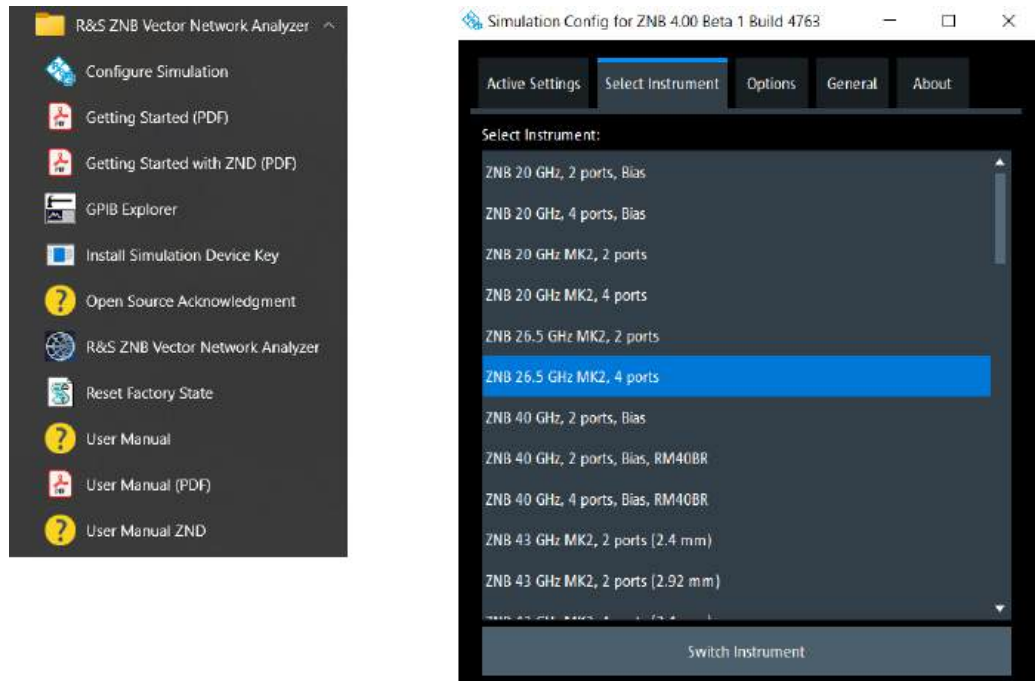 R&S ZNB Vector Network Analyzer
Configure Simulation
Getting Started (PDF)
Getting Started with ZND (PDF)
GPIB Explorer
Install Simulation Device Key
Open Source Acknowledgment
R&S ZNB Vector Network Analyzer
Reset Factory State
User Manual
User Manual (PDF)
User Manual ZND
Simulation Config for ZNB 4.00 Beta 1 Build 4763
Active Settings Select Instrument Options General About
Select Instrument:
ZNB 20 GHz, 2 ports, Bias
ZNB 20 GHz, 4 ports, Bias
ZNB 20 GHz MK2, 2 ports
ZNB 20 GHz MK2, 4 ports
ZNB 26.5 GHz MK2, 2 ports
ZNB 26.5 GHz MK2, 4 ports
ZNB 40 GHz, 2 ports, Bias
ZNB 40 GHz, 2 ports, Bias, RM40BR
ZNB 40 GHz, 4 ports, Bias, RM40BR
ZNB 43 GHz MK2, 2 ports (2.4 mm)
ZNB 43 GHz MK2, 2 ports (2.92 mm)
Switch Instrument